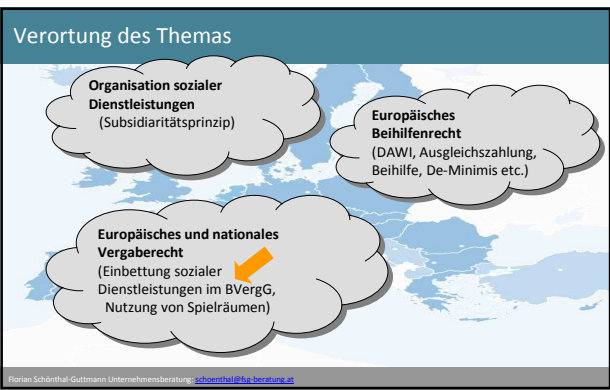 Verortung des Themas
Organisation sozialer
Dienstleistungen
(Subsidiaritätsprinzip)
Europäisches
Beihilfenrecht
(DAWI, Ausgleichszahlung,
Beihilfe, De-Minimis etc.)
Europäisches und nationales
Vergaberecht
(Einbettung sozialer
Dienstleistungen im BVergG,
Nutzung von Spielräumen)
Florian Schönthal-Guttmann Unternehmensberatung: schoenthal@fsg-beratung.at